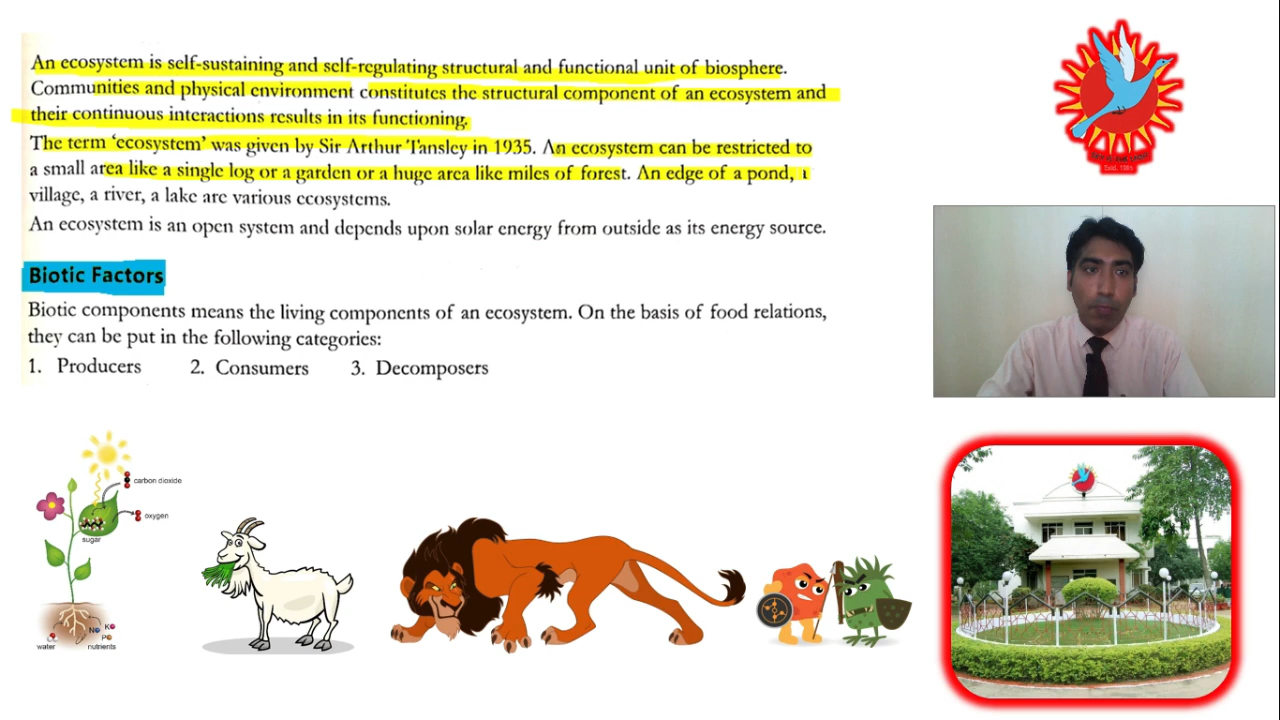 An ecosystem is self-sustaining and self-regulating structural and functional unit of biosphere.
Communities and physical environment constitutes the structural component of an ecosystem and
their continuous interactions results in its functioning.
The term ‘ecosystem’ was given by Sir Arthur Tansley in 1935. An ecosystem can be restricted to
a small area like a single log or a garden or a huge area like miles of forest. An edge of a pond,
village, a river, a lake are various ecosystems.
An ecosystem is an open system and depends upon solar energy from outside as its energy source.
Biotic Factors
Biotic components means the living components of an ecosystem. On the basis of food relations,
they can be put in the following categories:
1. Producers 2. Consumers 3. Decomposers
carbon dioxide
oxygen
sugar
water
nutrients
Estd. 1991